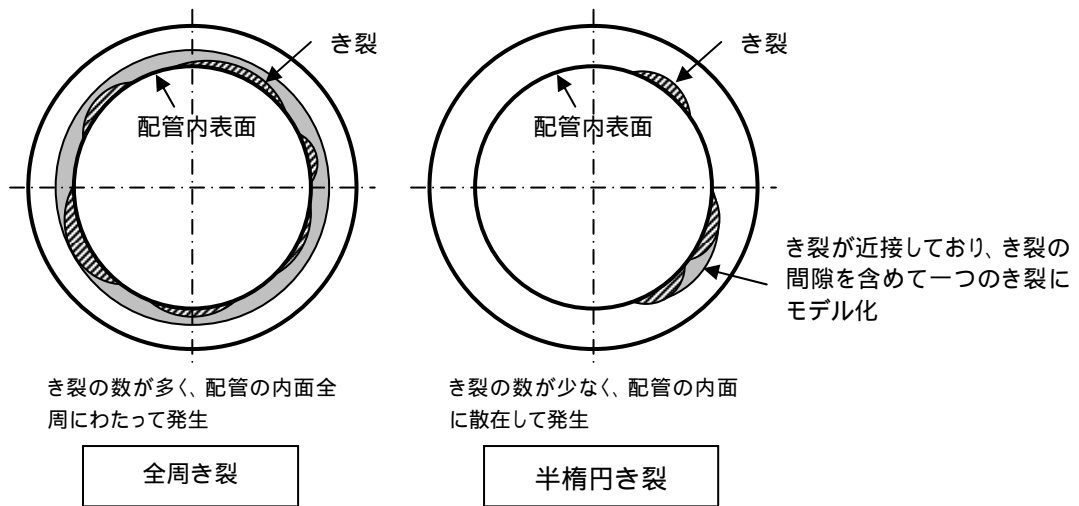 き裂
配管内表面
き裂の数が多く、配管の内面全
周にわたって発生
全周き裂
き裂
配管内表面
き裂が近接しており、き裂の
間隙を含めて一つのき裂に
モデル化
き裂の数が少なく、配管の内面
に散在して発生
半楕円き裂